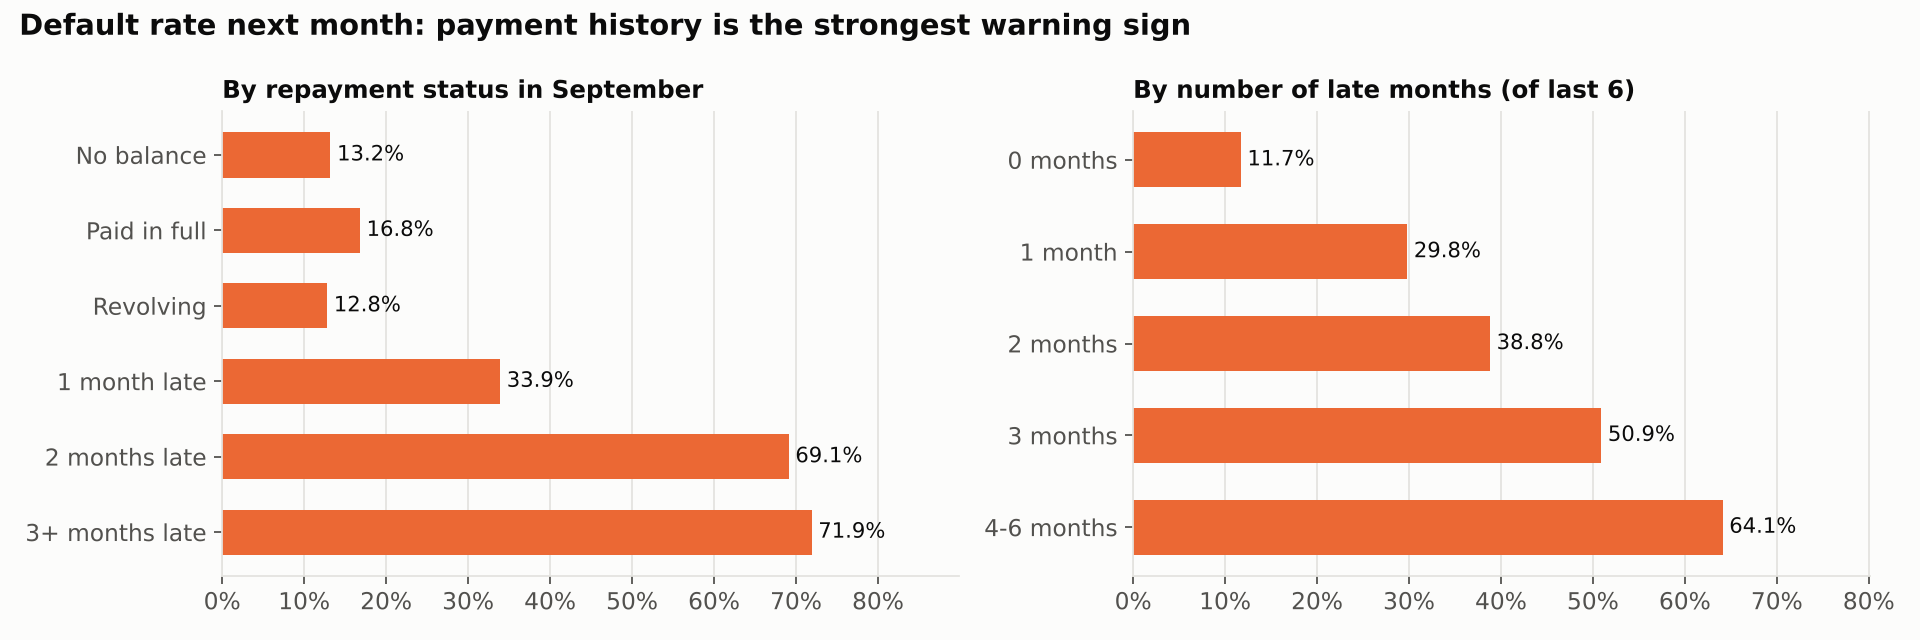 Default rate next month: payment history is the strongest warning sign
By repayment status in September
No balance 13.2%
Paid in full 16.8%
Revolving 12.8%
1 month late 33.9%
2 months late 69.1%
3+ months late 71.9%
0% 10% 20% 30% 40% 50% 60% 70% 80%
By number of late months (of last 6)
0 months 11.7%
1 month 29.8%
2 months 38.8%
3 months 50.9%
4-6 months 64.1%
0% 10% 20% 30% 40% 50% 60% 70% 80%